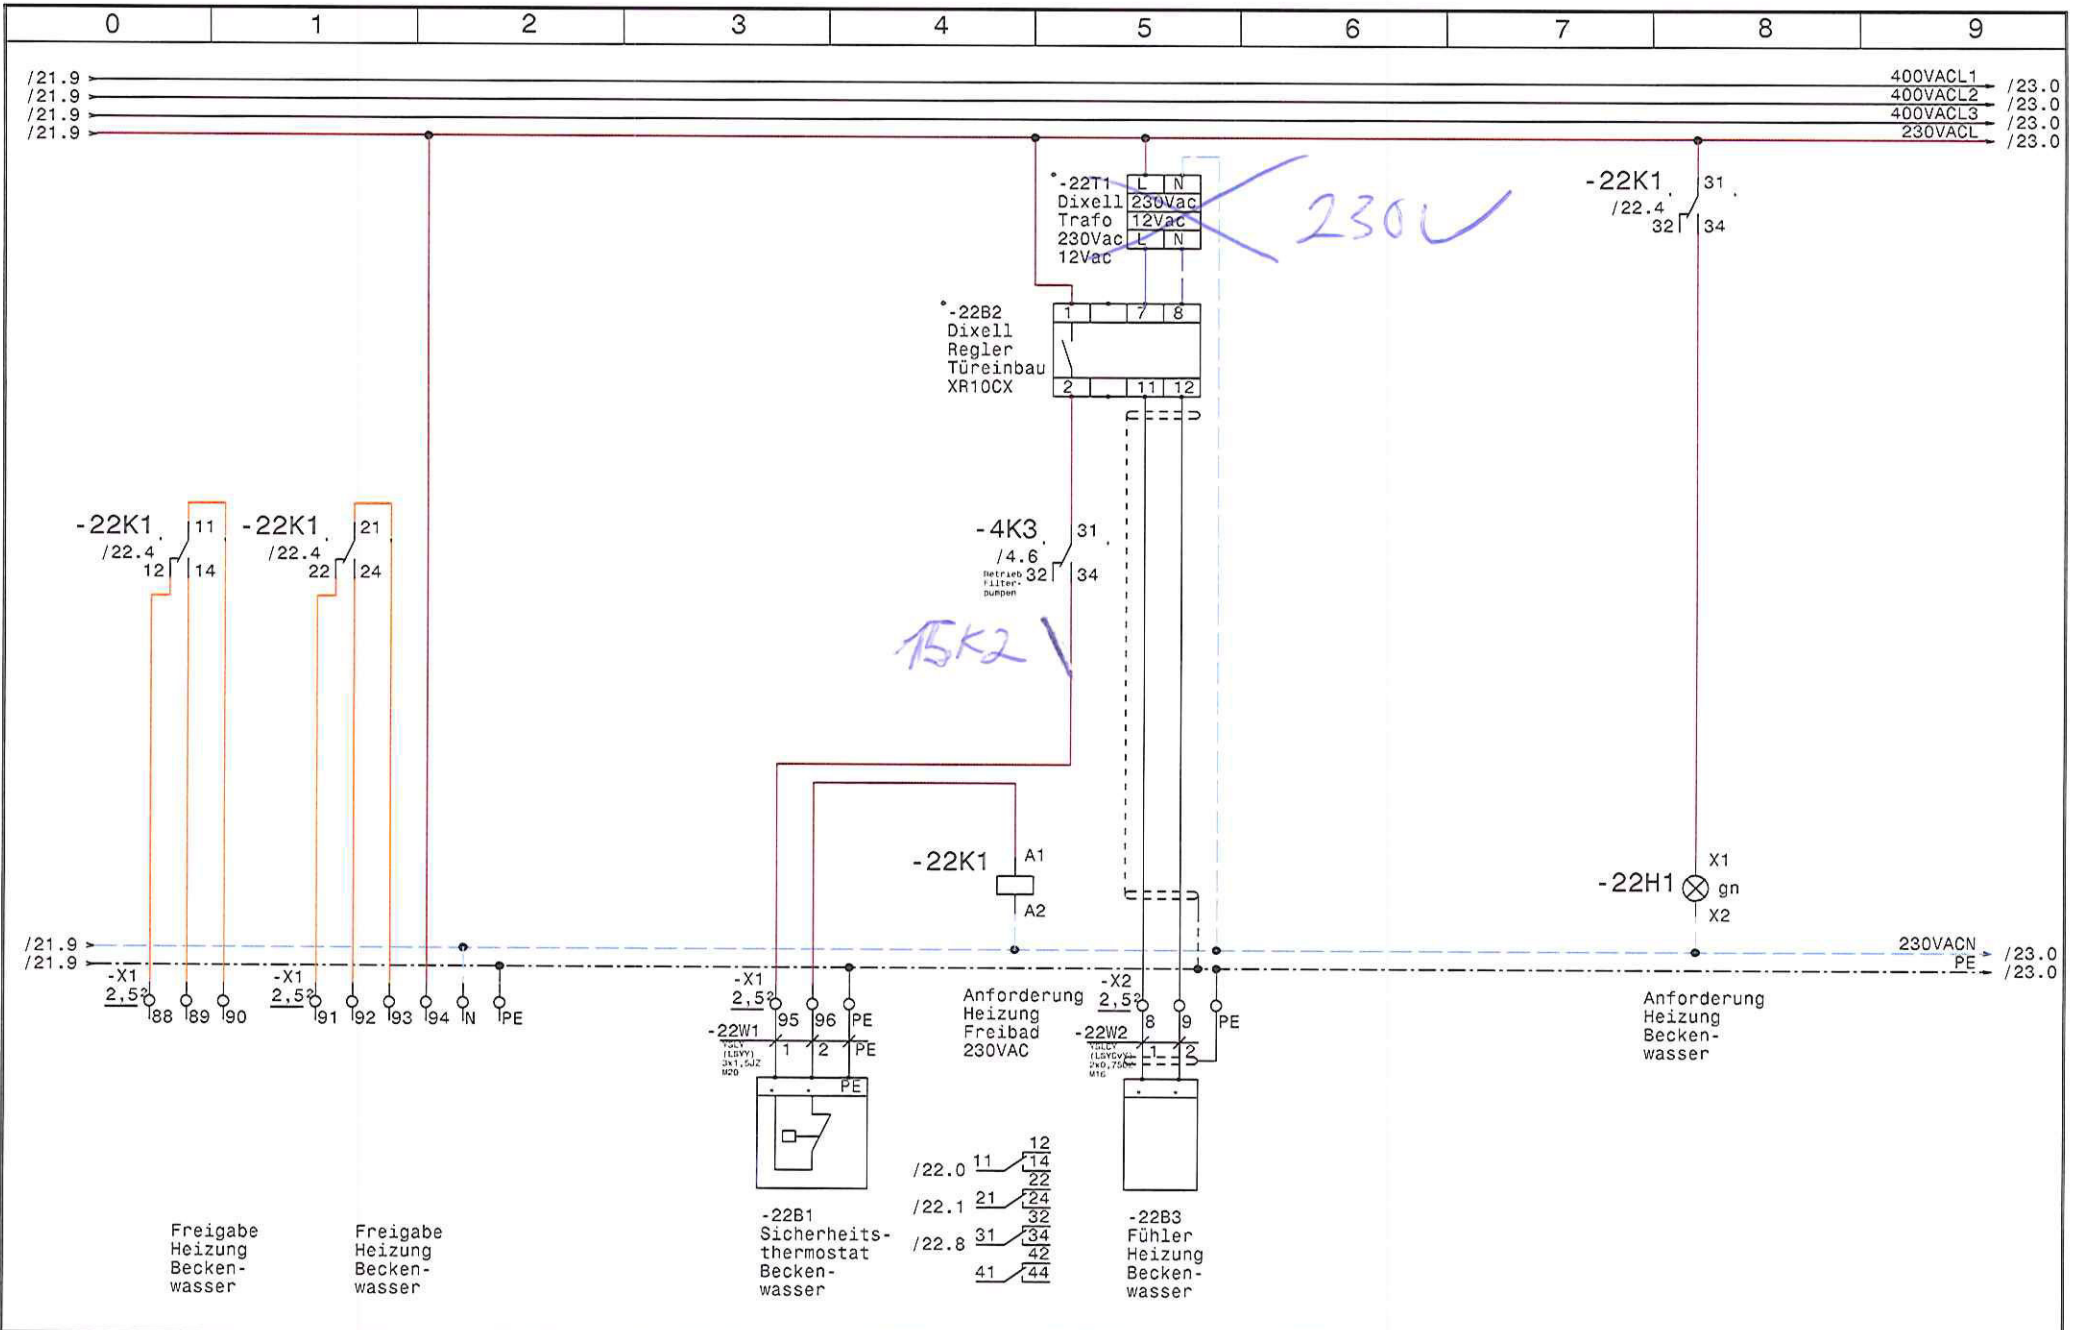 0 1 2 3 4 5 6 7 8 9
/21.9 400VACL1 /23.0
/21.9 400VACL2 /23.0
/21.9 400VACL3 /23.0
/21.9 230VACL /23.0
-22T1 L N
Dixell 230Vac
Trafo 12Vac
230Vac L N
12Vac
230V
-22K1 31
/22.4
32 34
-22B2 1 7 8
Dixell
Regler
Türeinbau
XR10CX 2 11 12
-22K1 11
/22.4
12 14
-22K1 21
/22.4
22 24
-4K3 31
/4.6
Betrieb 32 34
Filter-
pumpen
15K2
-22K1 A1
A2
-22H1 X1
gn
X2
/21.9 230VACN /23.0
/21.9 PE /23.0
-X1
2,5²
88 89 90
-X1
2,5²
91 92 93 94 N PE
-X1
2,5²
95 96 PE
-22W1
(LSYY)
3x1,5JZ
M20
1 2 PE
PE
Anforderung
Heizung
Freibad
230VAC
-X2
2,5²
8 9 PE
-22W2
M16
1 2
Anforderung
Heizung
Becken-
wasser
-22B1
Sicherheits-
thermostat
Becken-
wasser
12
/22.0 11 14
22
/22.1 21 24
32
/22.8 31 34
42
41 44
-22B3
Fühler
Heizung
Becken-
wasser
Freigabe
Heizung
Becken-
wasser
Freigabe
Heizung
Becken-
wasser